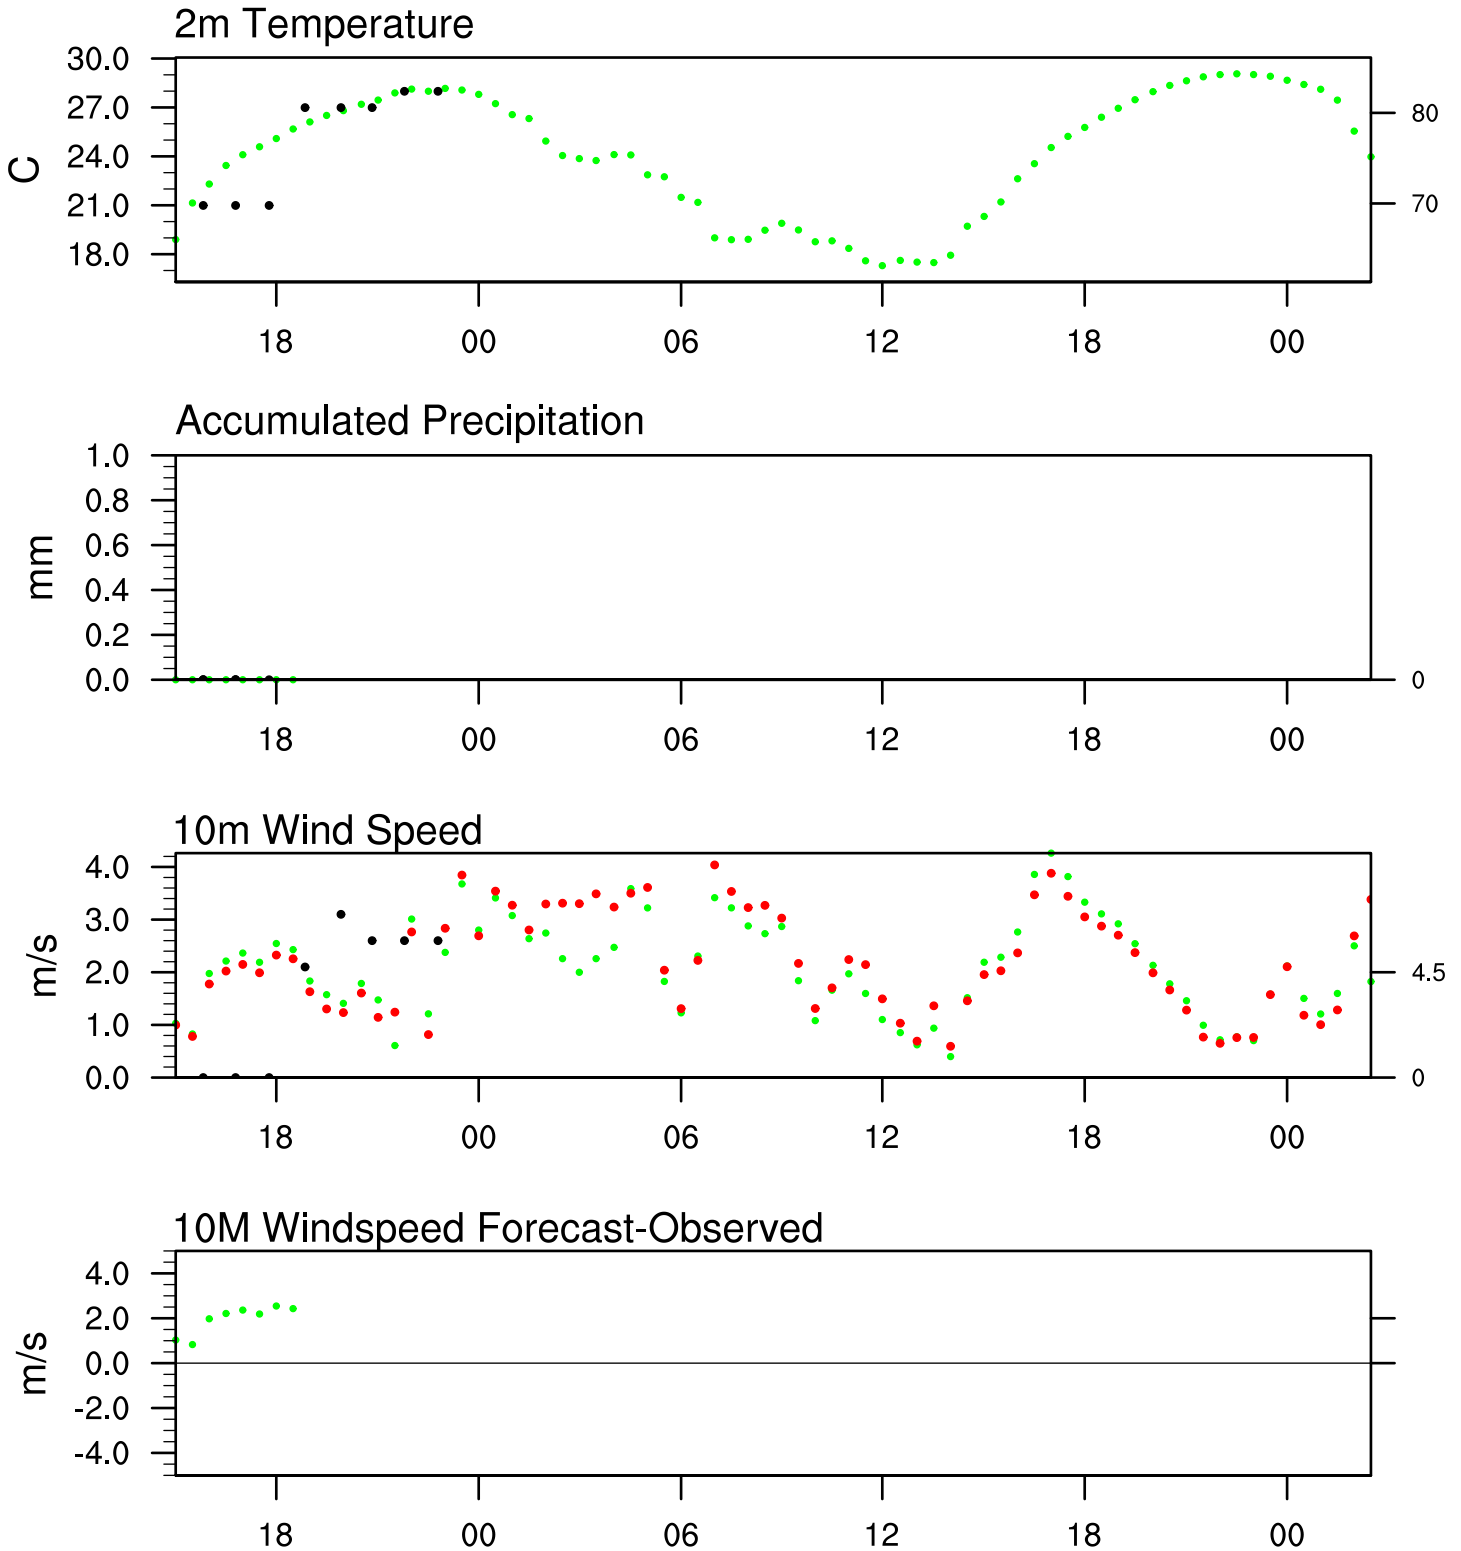 2m Temperature
30.0
27.0
24.0
21.0
18.0
C
80
70
18 00 06 12 18 00
Accumulated Precipitation
1.0
0.8
0.6
0.4
0.2
0.0
mm
0
18 00 06 12 18 00
10m Wind Speed
4.0
3.0
2.0
1.0
0.0
m/s
4.5
0
18 00 06 12 18 00
10M Windspeed Forecast-Observed
4.0
2.0
0.0
-2.0
-4.0
m/s
18 00 06 12 18 00